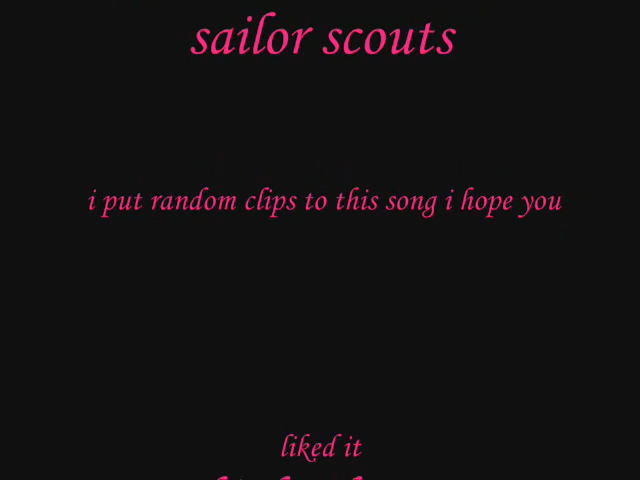 sailor scouts
i put random clips to this song i hope you
liked it